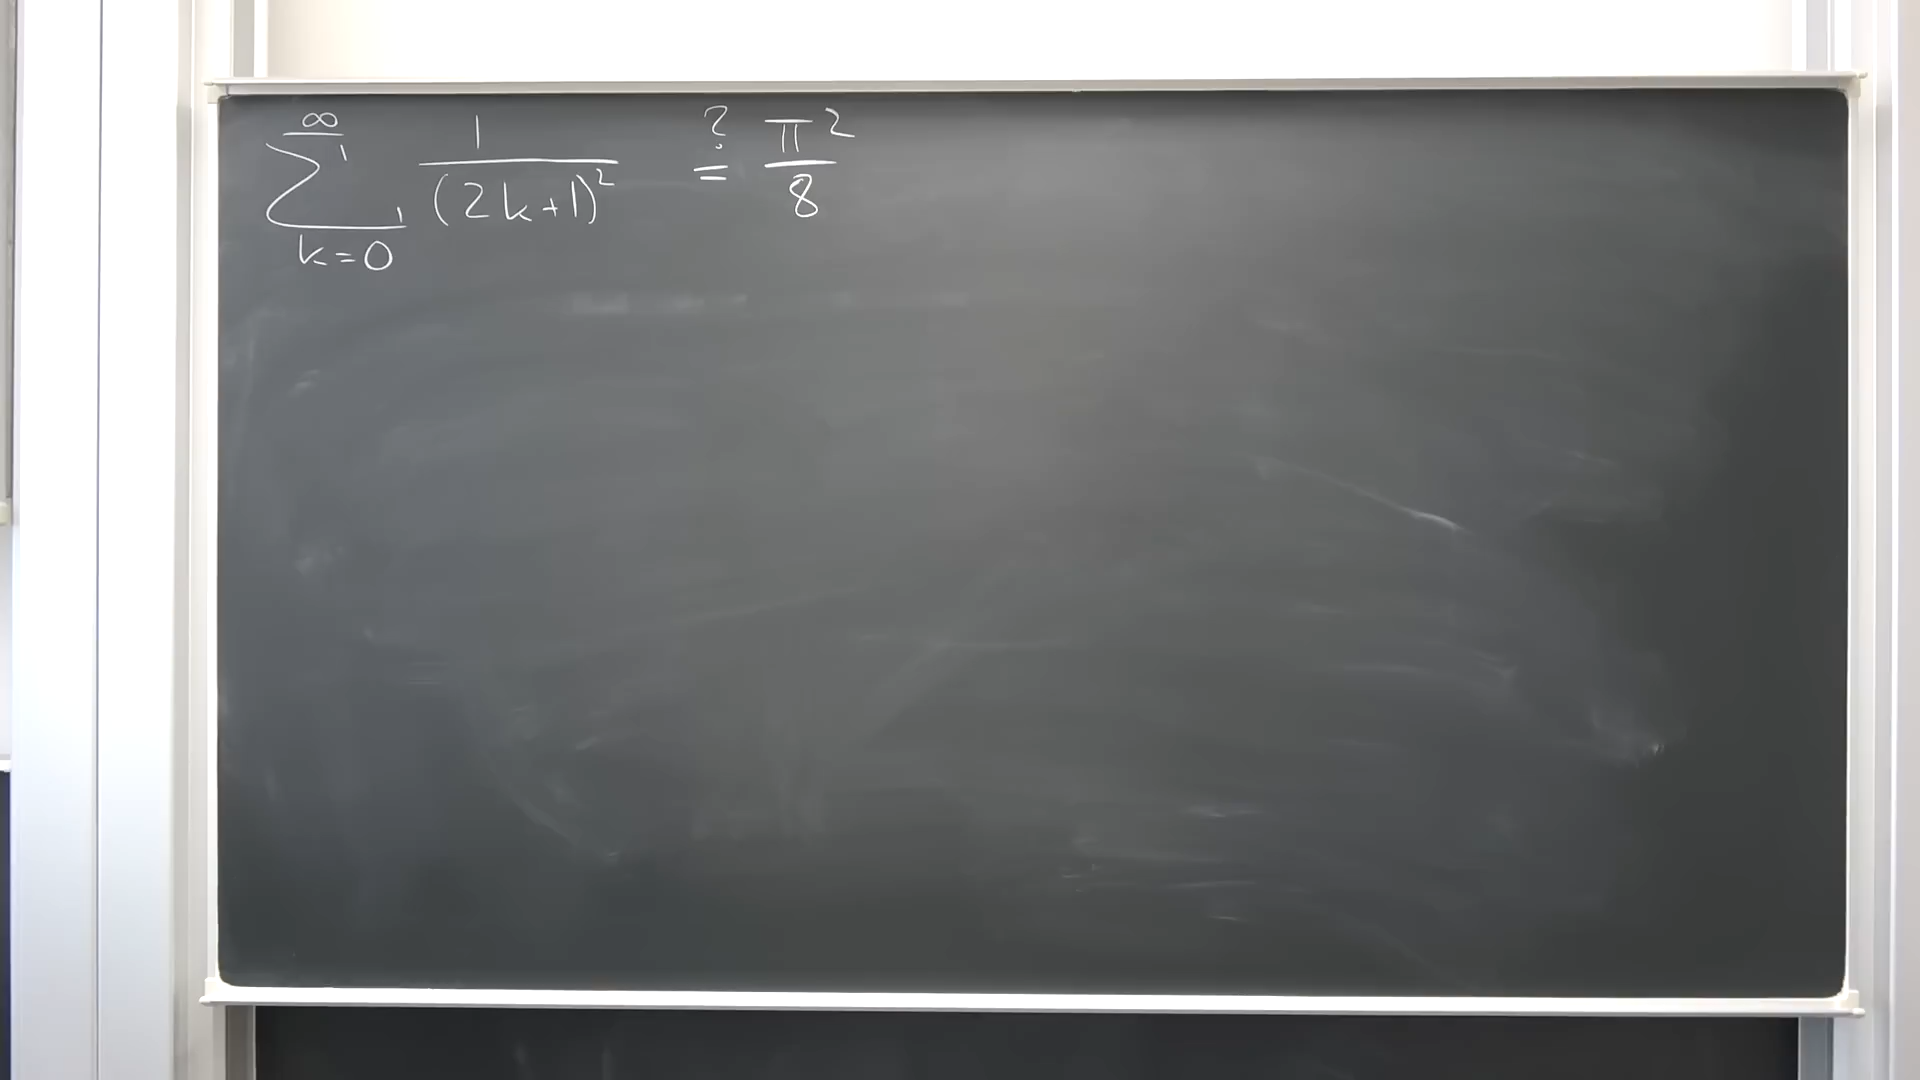 ∑_{k=0}^{∞} 1/(2k+1)² ?= π²/8